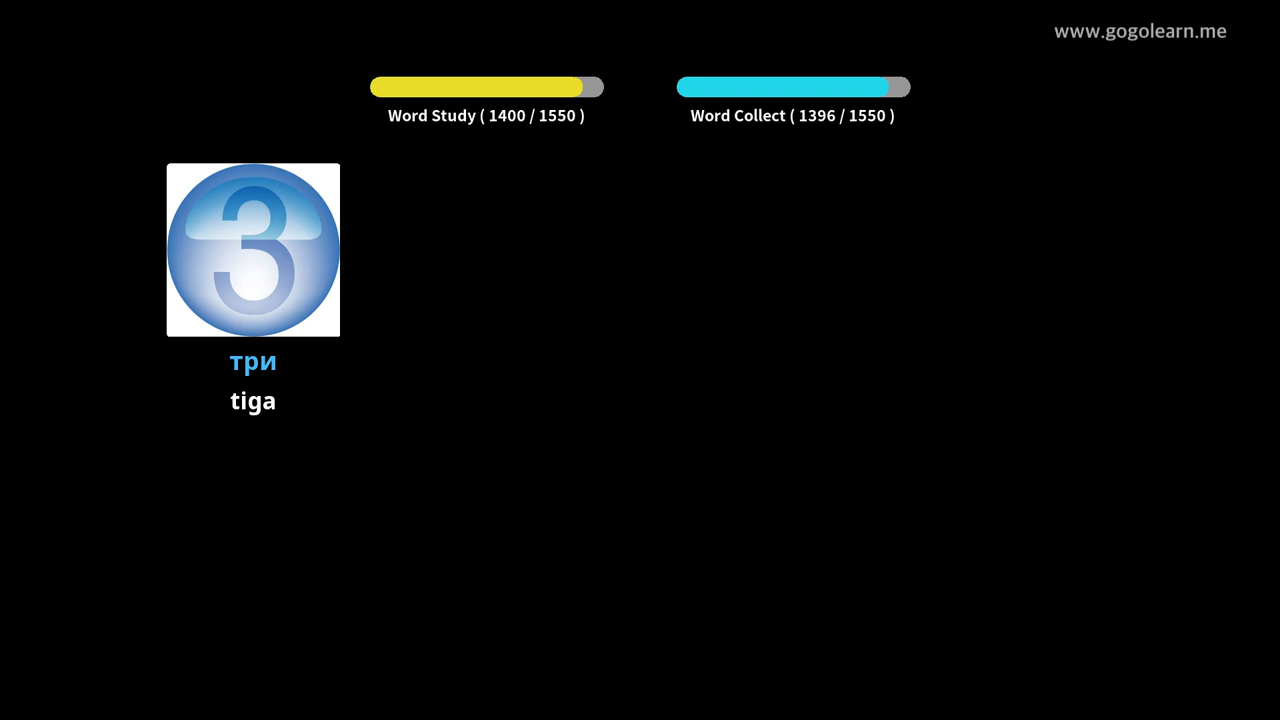 www.gogolearn.me
Word Study ( 1400 / 1550 )
Word Collect ( 1396 / 1550 )
3
три
tiga